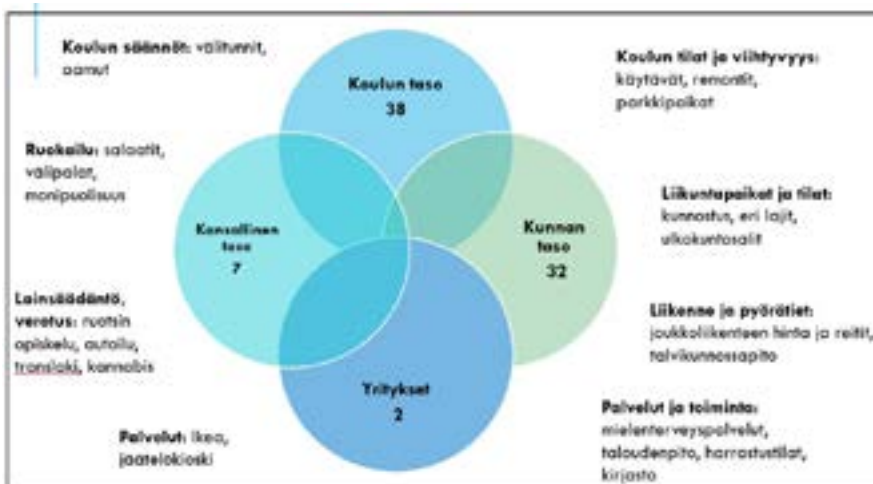 Koulun säännöt: välitunnit,
aamut
Koulun taso
38
Koulun tilat ja viihtyvyys:
käytävät, remontit,
parkkipaikat
Ruokailu: salaatit,
välipalat,
monipuolisuus
Kansallinen
taso
7
Kunnan
taso
32
Liikuntapaikat ja tilat:
kunnostus, eri lajit,
ulkokuntosalit
Lainsäädäntö,
verotus: ruotsin
opiskelu, autoilu,
translaki, kannabis
Liikenne ja pyörätiet:
joukkoliikenteen hinta ja reitit,
talvikunnossapito
Yritykset
2
Palvelut: Ikea,
jäätelökioski
Palvelut ja toiminta:
mielenterveyspalvelut,
taloudenpito, harrastustilat,
kirjasto